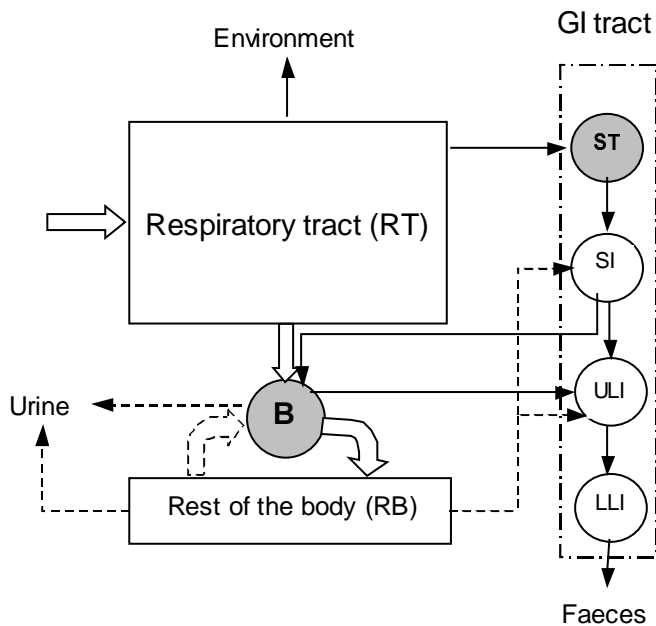 GI tract
Environment
ST
Respiratory tract (RT)
SI
ULI
Urine
B
Rest of the body (RB)
LLI
Faeces